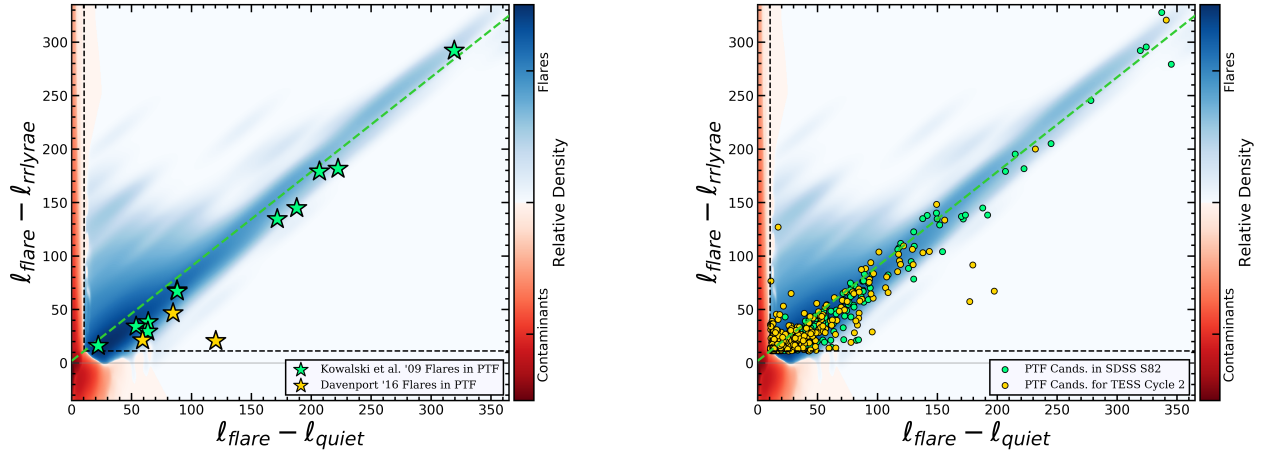 300
250
200
150
100
50
0
0 50 100 150 200 250 300 350
ℓflare − ℓrrlyrae
ℓflare − ℓquiet
Kowalski et al. '09 Flares in PTF
Davenport '16 Flares in PTF
Flares
Relative Density
Contaminants
300
250
200
150
100
50
0
0 50 100 150 200 250 300 350
ℓflare − ℓrrlyrae
ℓflare − ℓquiet
PTF Cands. in SDSS S82
PTF Cands. for TESS Cycle 2
Flares
Relative Density
Contaminants